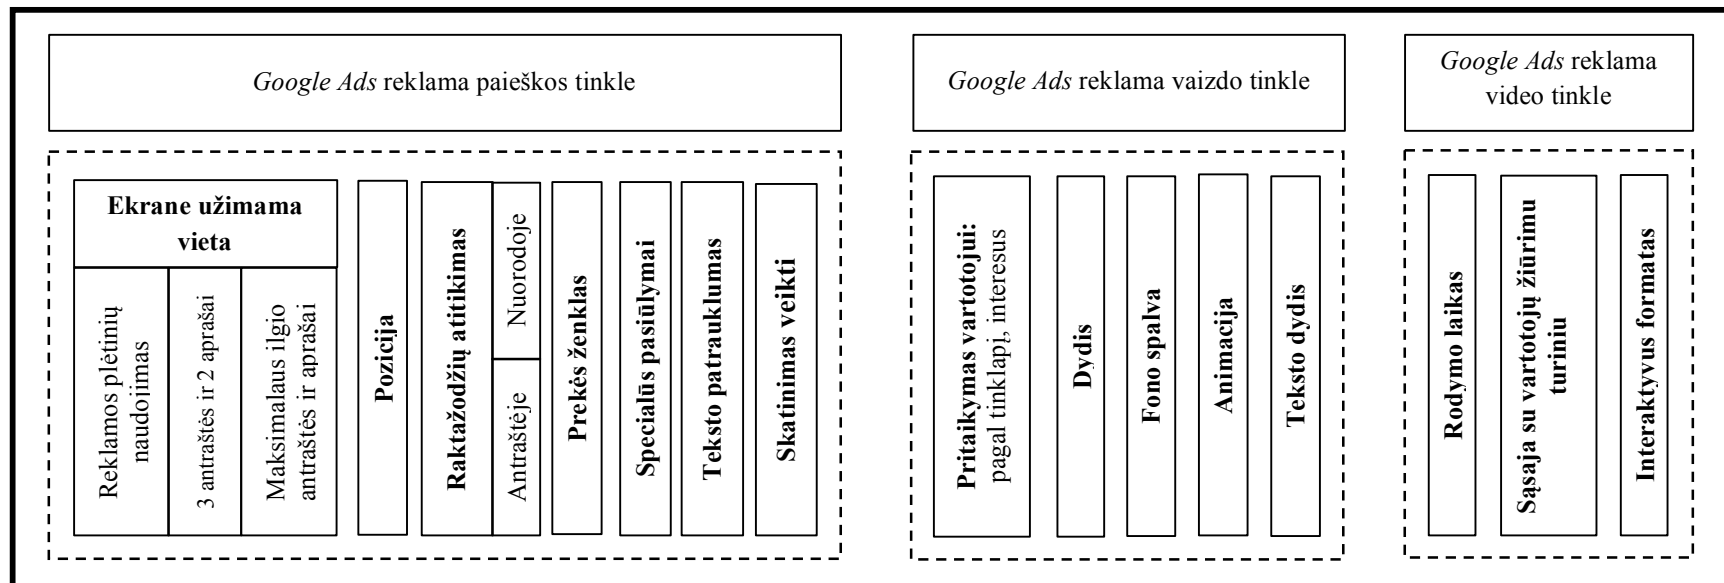 Google Ads reklama paieškos tinkle
Ekrane užimama
vieta
Reklamos plėtinių
naudojimas
3 antraštės ir 2 aprašai
Maksimalaus ilgio
antraštės ir aprašai
Pozicija
Raktažodžių atitikimas
Nuorodoje
Antraštėje
Prekės ženklas
Specialūs pasiūlymai
Teksto patrauklumas
Skatinimas veikti
Google Ads reklama vaizdo tinkle
Pritaikymas vartotojui:
pagal tinklapį, interesus
Dydis
Fono spalva
Animacija
Teksto dydis
Google Ads reklama
video tinkle
Rodymo laikas
Sąsaja su vartotojų žiūrimu
turiniu
Interaktyvus formatas